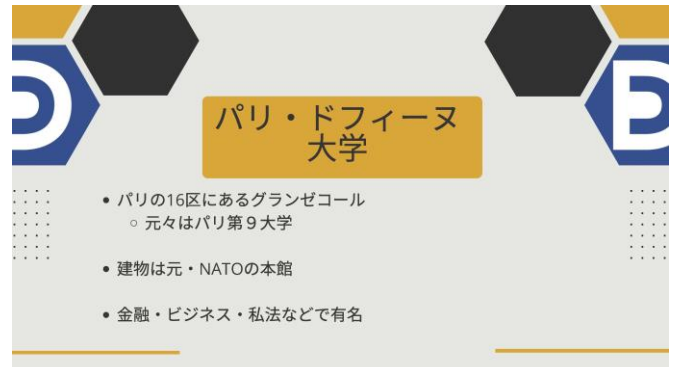 パリ・ドフィーヌ
大学
• パリの16区にあるグランゼコール
○ 元々はパリ第９大学
• 建物は元・NATOの本館
• 金融・ビジネス・私法などで有名